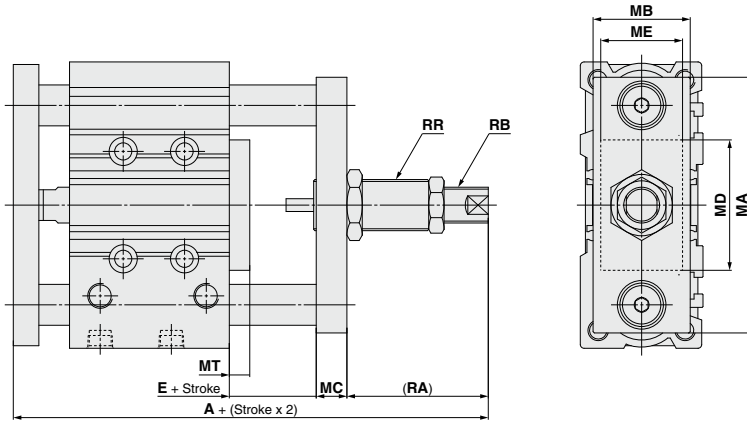 MB
ME
RR
RB
MD
MA
MT
E + Stroke
MC
(RA)
A + (Stroke x 2)